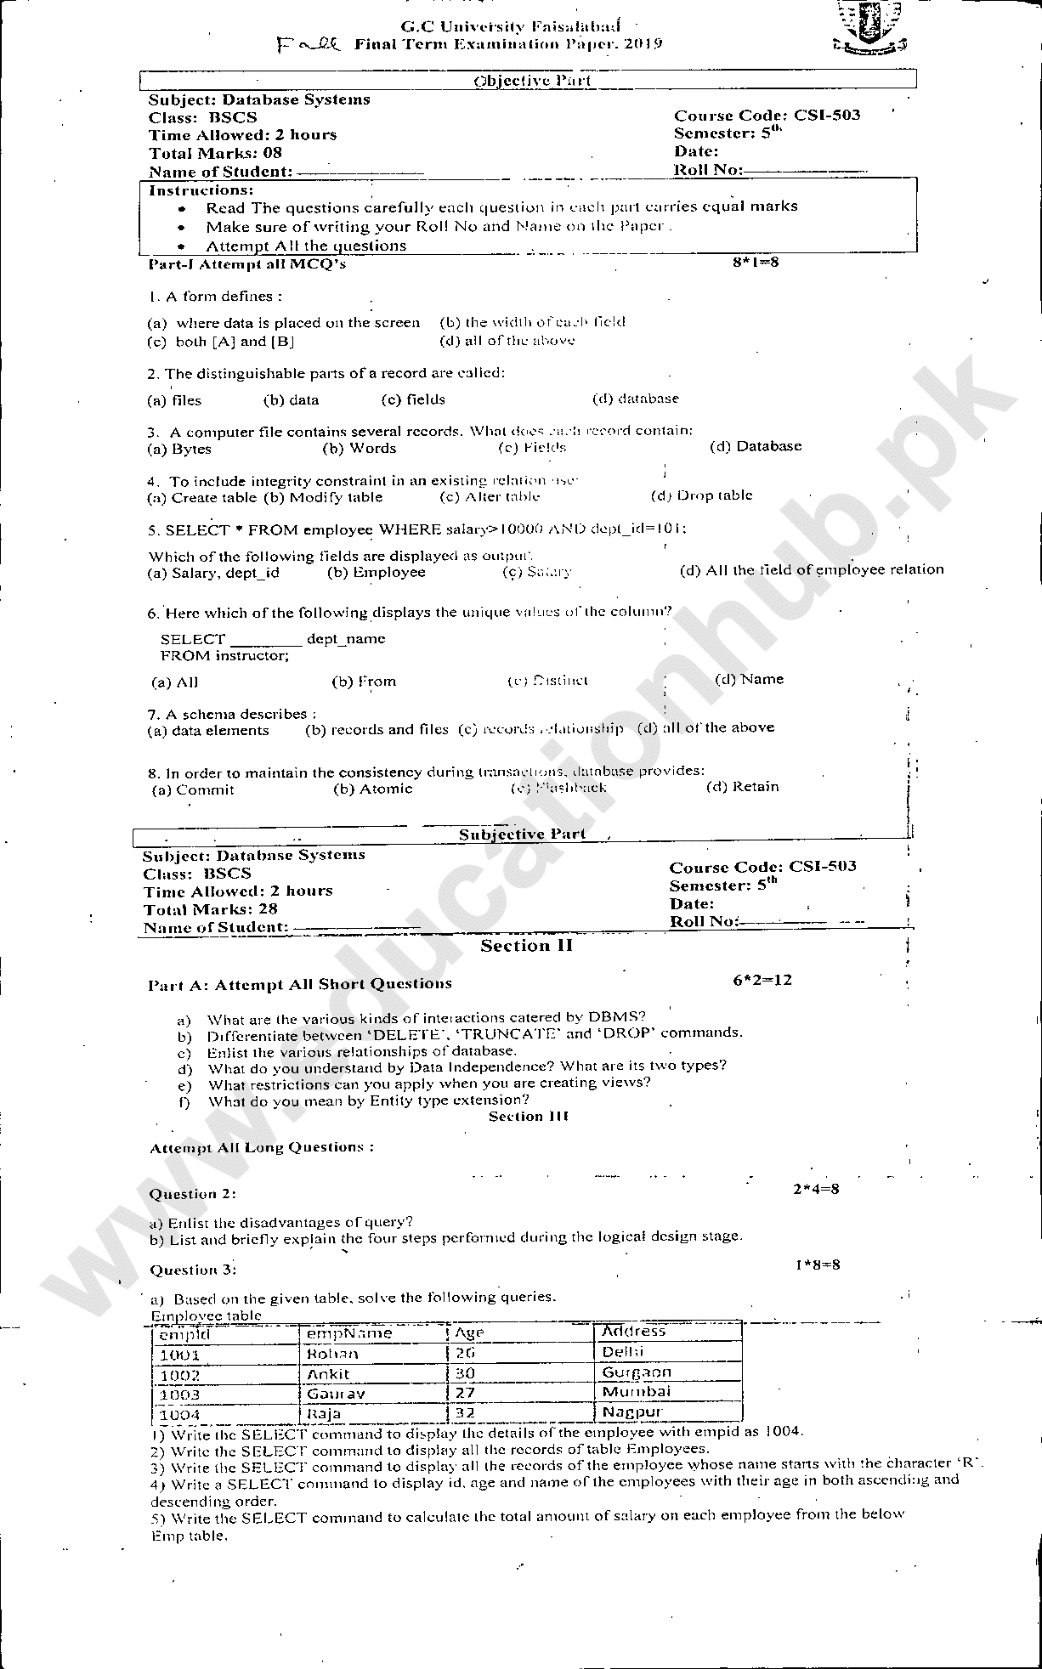 G.C University Faisalabad
Fall Final Term Examination Paper. 2019
Objective Part
Subject: Database Systems
Class: BSCS
Course Code: CSI-503
Time Allowed: 2 hours
Semester: 5th
Total Marks: 08
Date:
Name of Student:
Roll No:
Instructions:
• Read The questions carefully each question in each part carries equal marks
• Make sure of writing your Roll No and Name on the Paper .
• Attempt All the questions
Part-I Attempt all MCQ's 8*1=8
1. A form defines :
(a) where data is placed on the screen (b) the width of each field
(c) both [A] and [B] (d) all of the above
2. The distinguishable parts of a record are called:
(a) files (b) data (c) fields (d) database
3. A computer file contains several records. What does each record contain:
(a) Bytes (b) Words (c) Fields (d) Database
4. To include integrity constraint in an existing relation use
(a) Create table (b) Modify table (c) Alter table (d) Drop table
5. SELECT * FROM employee WHERE salary>10000 AND dept_id=101;
Which of the following fields are displayed as output.
(a) Salary, dept_id (b) Employee (c) Salary (d) All the field of employee relation
6. Here which of the following displays the unique values of the column?
SELECT ________ dept_name
FROM instructor;
(a) All (b) From (c) Distinct (d) Name
7. A schema describes :
(a) data elements (b) records and files (c) records relationship (d) all of the above
8. In order to maintain the consistency during transactions, database provides:
(a) Commit (b) Atomic (c) Flashback (d) Retain
Subjective Part
Subject: Database Systems
Class: BSCS
Course Code: CSI-503
Time Allowed: 2 hours
Semester: 5th
Total Marks: 28
Date:
Name of Student:
Roll No:
Section II
Part A: Attempt All Short Questions 6*2=12
a) What are the various kinds of interactions catered by DBMS?
b) Differentiate between 'DELETE', 'TRUNCATE' and 'DROP' commands.
c) Enlist the various relationships of database.
d) What do you understand by Data Independence? What are its two types?
e) What restrictions can you apply when you are creating views?
f) What do you mean by Entity type extension?
Section III
Attempt All Long Questions :
Question 2: 2*4=8
a) Enlist the disadvantages of query?
b) List and briefly explain the four steps performed during the logical design stage.
Question 3: 1*8=8
a) Based on the given table, solve the following queries.
Employee table
empId empName Age Address
1001 Rohan 26 Delhi
1002 Ankit 30 Gurgaon
1003 Gaurav 27 Mumbai
1004 Raja 32 Nagpur
1) Write the SELECT command to display the details of the employee with empid as 1004.
2) Write the SELECT command to display all the records of table Employees.
3) Write the SELECT command to display all the records of the employee whose name starts with the character 'R'.
4) Write a SELECT command to display id, age and name of the employees with their age in both ascending and
descending order.
5) Write the SELECT command to calculate the total amount of salary on each employee from the below
Emp table.
www.educationhub.pk